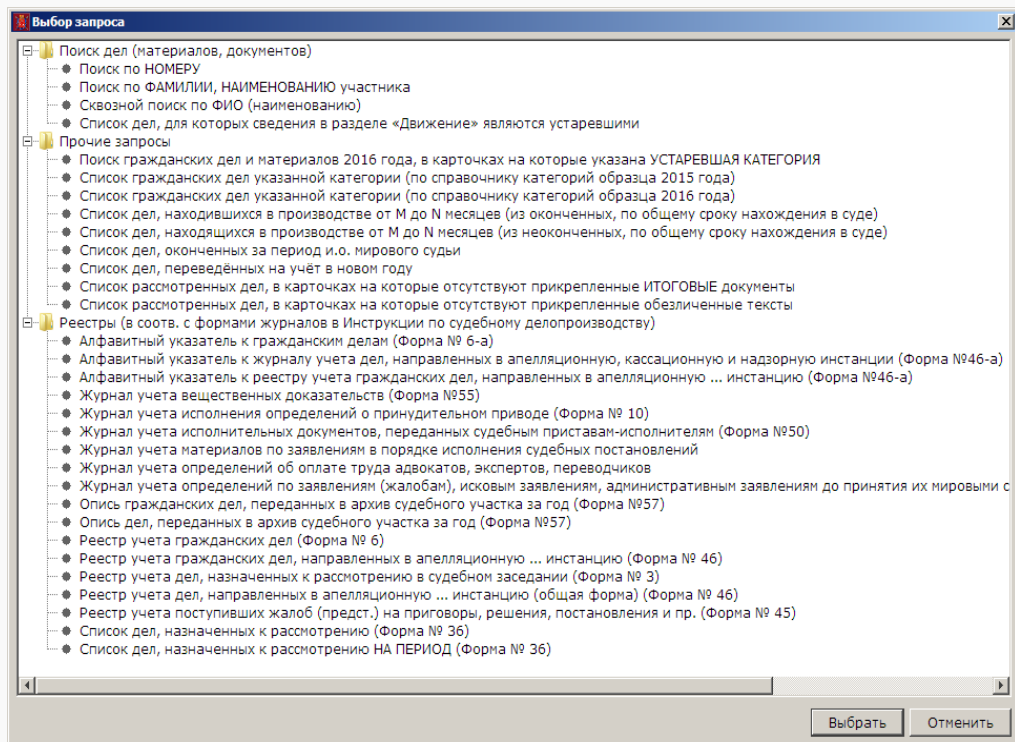 Выбор запроса
Поиск дел (материалов, документов)
Поиск по НОМЕРУ
Поиск по ФАМИЛИИ, НАИМЕНОВАНИЮ участника
Сквозной поиск по ФИО (наименованию)
Список дел, для которых сведения в разделе «Движение» являются устаревшими
Прочие запросы
Поиск гражданских дел и материалов 2016 года, в карточках на которые указана УСТАРЕВШАЯ КАТЕГОРИЯ
Список гражданских дел указанной категории (по справочнику категорий образца 2015 года)
Список гражданских дел указанной категории (по справочнику категорий образца 2016 года)
Список дел, находившихся в производстве от M до N месяцев (из оконченных, по общему сроку нахождения в суде)
Список дел, находящихся в производстве от M до N месяцев (из неоконченных, по общему сроку нахождения в суде)
Список дел, оконченных за период и.о. мирового судьи
Список дел, переведённых на учёт в новом году
Список рассмотренных дел, в карточках на которые отсутствуют прикрепленные ИТОГОВЫЕ документы
Список рассмотренных дел, в карточках на которые отсутствуют прикрепленные обезличенные тексты
Реестры (в соотв. с формами журналов в Инструкции по судебному делопроизводству)
Алфавитный указатель к гражданским делам (Форма № 6-а)
Алфавитный указатель к журналу учета дел, направленных в апелляционную, кассационную и надзорную инстанции (Форма №46-а)
Алфавитный указатель к реестру учета гражданских дел, направленных в апелляционную ... инстанцию (Форма №46-а)
Журнал учета вещественных доказательств (Форма №55)
Журнал учета исполнения определений о принудительном приводе (Форма № 10)
Журнал учета исполнительных документов, переданных судебным приставам-исполнителям (Форма №50)
Журнал учета материалов по заявлениям в порядке исполнения судебных постановлений
Журнал учета определений об оплате труда адвокатов, экспертов, переводчиков
Журнал учета определений по заявлениям (жалобам), исковым заявлениям, административным заявлениям до принятия их мировыми с
Опись гражданских дел, переданных в архив судебного участка за год (Форма №57)
Опись дел, переданных в архив судебного участка за год (Форма №57)
Реестр учета гражданских дел (Форма № 6)
Реестр учета гражданских дел, направленных в апелляционную ... инстанцию (Форма № 46)
Реестр учета дел, назначенных к рассмотрению в судебном заседании (Форма № 3)
Реестр учета дел, направленных в апелляционную ... инстанцию (общая форма) (Форма № 46)
Реестр учета поступивших жалоб (предст.) на приговоры, решения, постановления и пр. (Форма № 45)
Список дел, назначенных к рассмотрению (Форма № 36)
Список дел, назначенных к рассмотрению НА ПЕРИОД (Форма № 36)
Выбрать Отменить